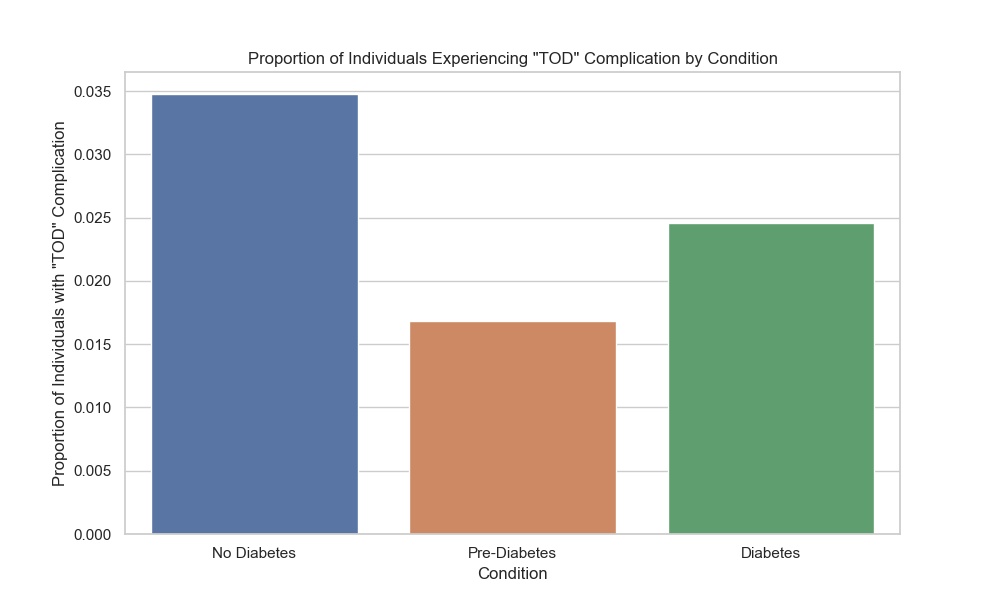 Proportion of Individuals Experiencing "TOD" Complication by Condition
Proportion of Individuals with "TOD" Complication
0.035
0.030
0.025
0.020
0.015
0.010
0.005
0.000
No Diabetes
Pre-Diabetes
Diabetes
Condition